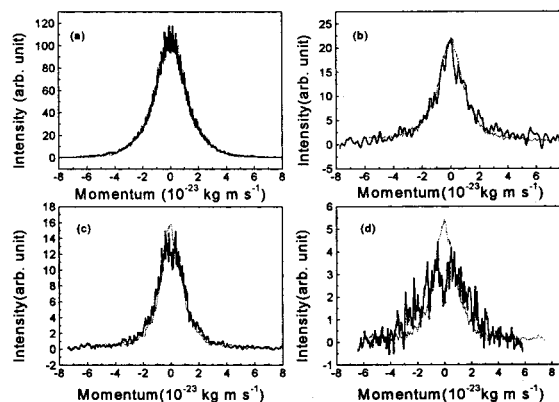 (a)
Intensity (arb. unit)
120
100
80
60
40
20
0
-8 -6 -4 -2 0 2 4 6 8
Momentum (10⁻²³ kg m s⁻¹)
(b)
Intensity(arb. unit)
25
20
15
10
5
0
-8 -6 -4 -2 0 2 4 6
Momentum(10⁻²³ kg m s⁻¹)
(c)
Intensity(arb. unit)
18
16
14
12
10
8
6
4
2
0
-8 -6 -4 -2 0 2 4 6 8
Momentum(10⁻²³ kg m s⁻¹)
(d)
Intensity(arb. unit)
6
5
4
3
2
1
0
-8 -6 -4 -2 0 2 4 6 8
Momentum(10⁻²³kg m s⁻¹)